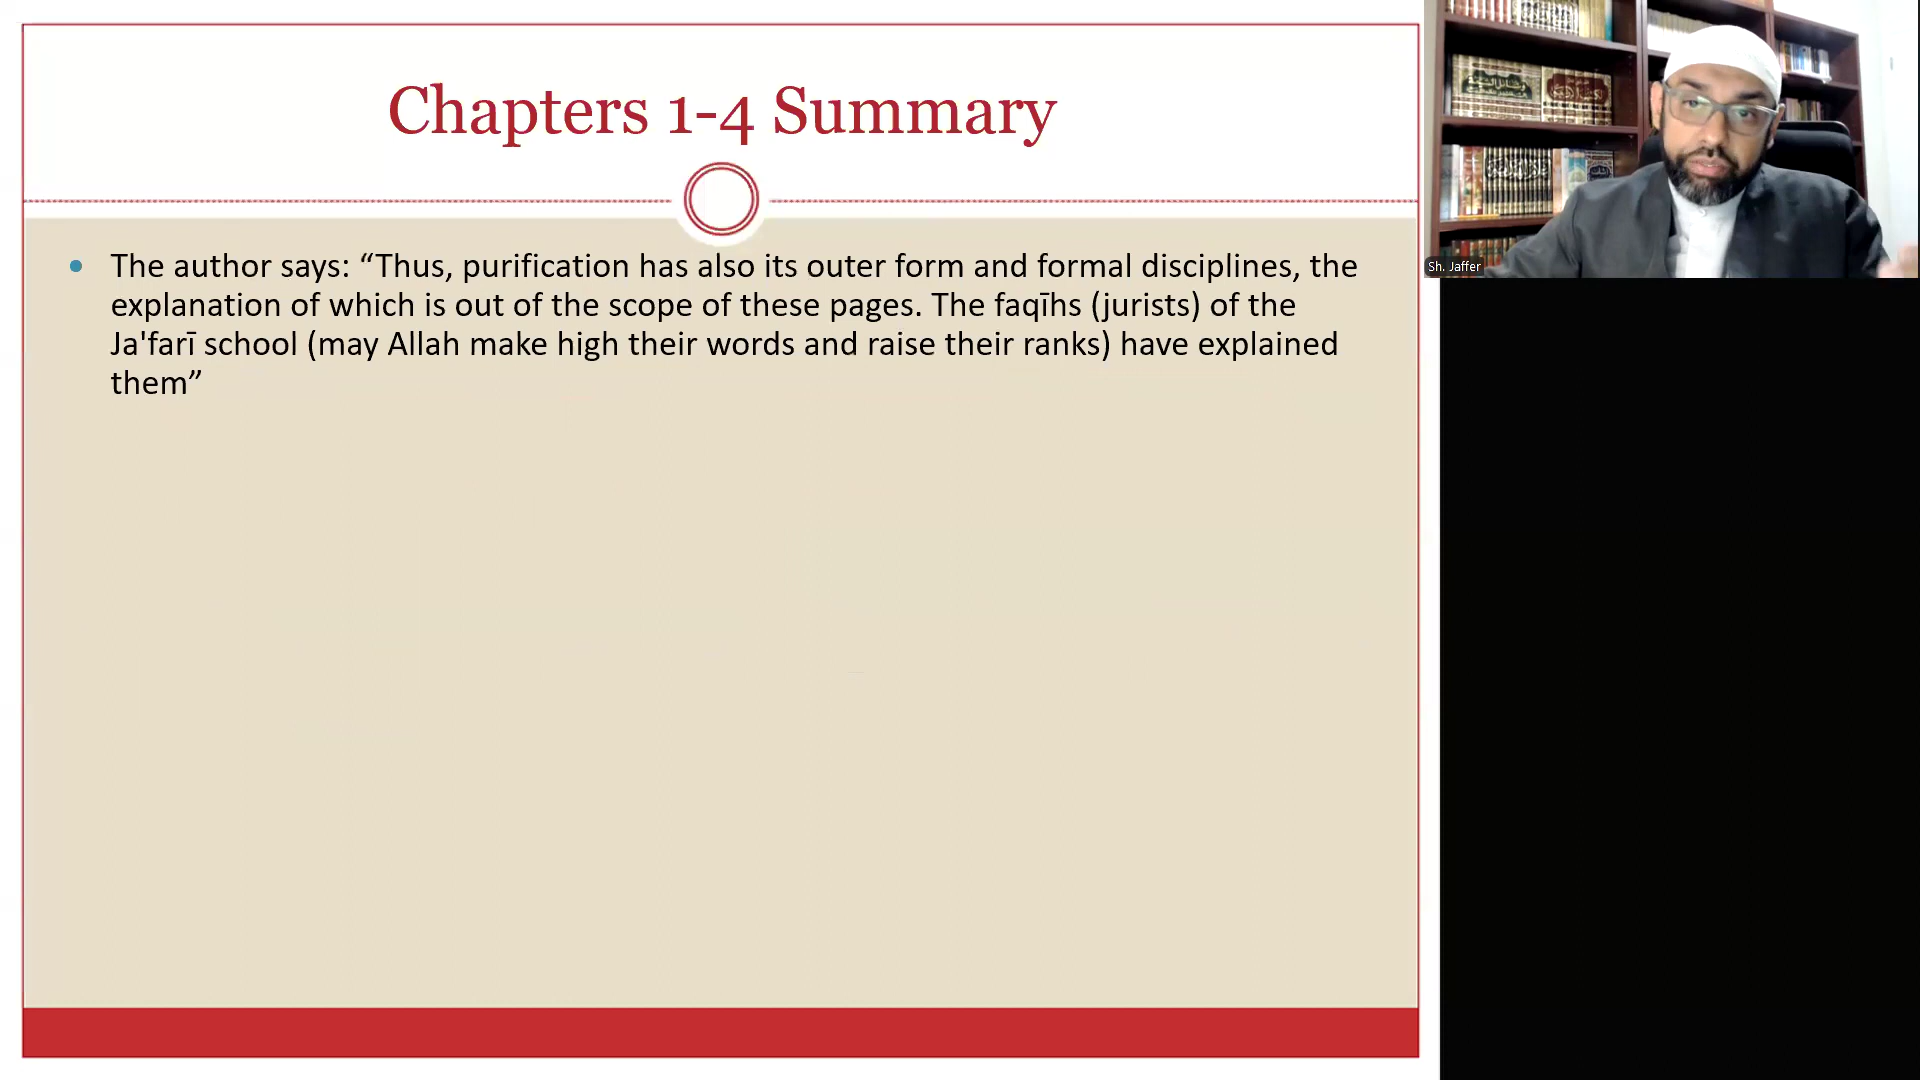 Chapters 1-4 Summary
• The author says: “Thus, purification has also its outer form and formal disciplines, the
explanation of which is out of the scope of these pages. The faqīhs (jurists) of the
Ja'farī school (may Allah make high their words and raise their ranks) have explained
them”
Sh. Jaffer